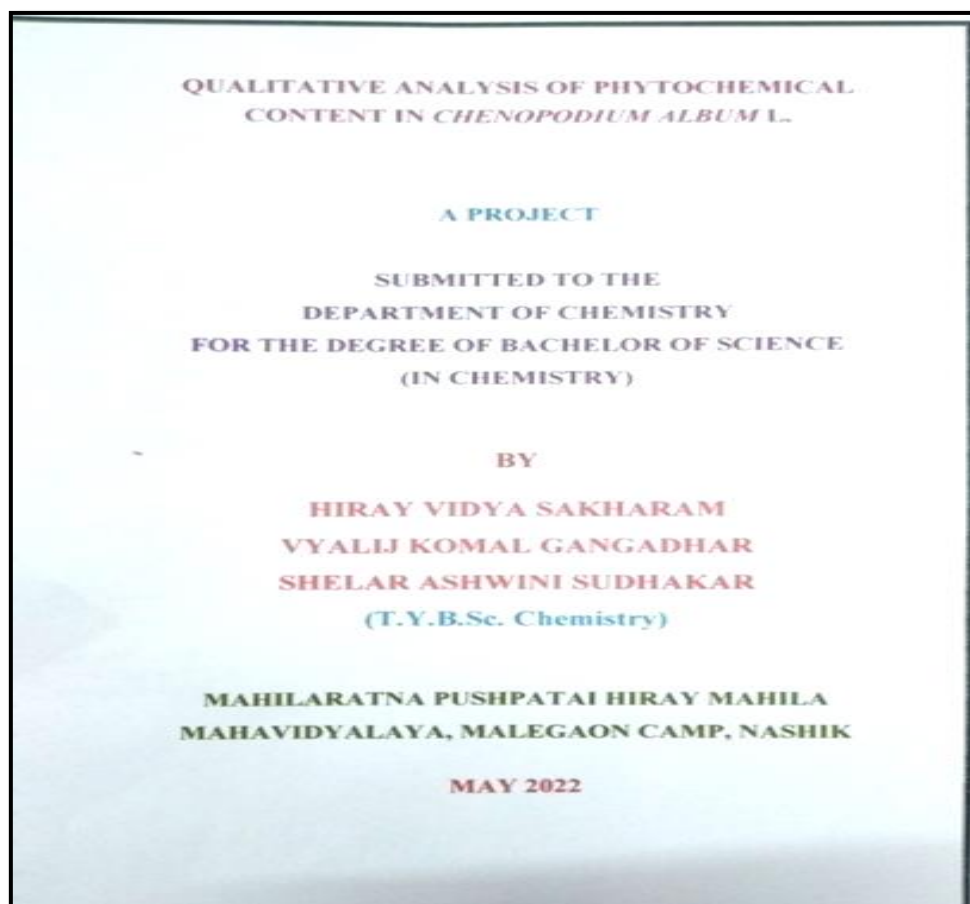 QUALITATIVE ANALYSIS OF PHYTOCHEMICAL
CONTENT IN CHENOPODIUM ALBUM L.
A PROJECT
SUBMITTED TO THE
DEPARTMENT OF CHEMISTRY
FOR THE DEGREE OF BACHELOR OF SCIENCE
(IN CHEMISTRY)
BY
HIRAY VIDYA SAKHARAM
VYALIJ KOMAL GANGADHAR
SHELAR ASHWINI SUDHAKAR
(T.Y.B.Sc. Chemistry)
MAHILARATNA PUSHPATAI HIRAY MAHILA
MAHAVIDYALAYA, MALEGAON CAMP, NASHIK
MAY 2022